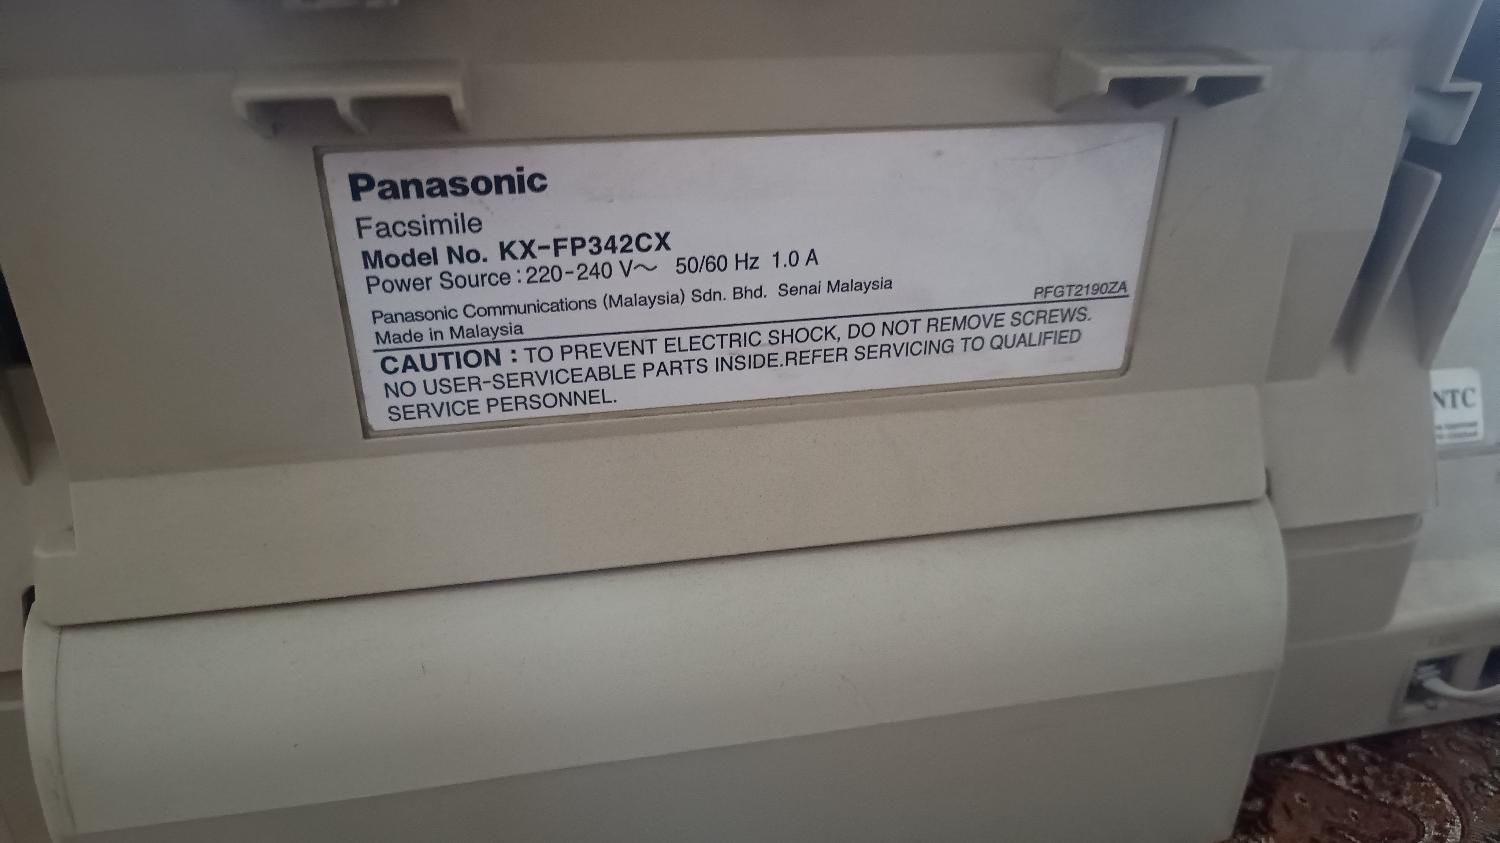 Panasonic
Facsimile
Model No. KX-FP342CX
Power Source : 220-240 V～ 50/60 Hz 1.0 A
Panasonic Communications (Malaysia) Sdn. Bhd. Senai Malaysia
Made in Malaysia
PFGT2190ZA
CAUTION : TO PREVENT ELECTRIC SHOCK, DO NOT REMOVE SCREWS.
NO USER-SERVICEABLE PARTS INSIDE.REFER SERVICING TO QUALIFIED
SERVICE PERSONNEL.
NTC